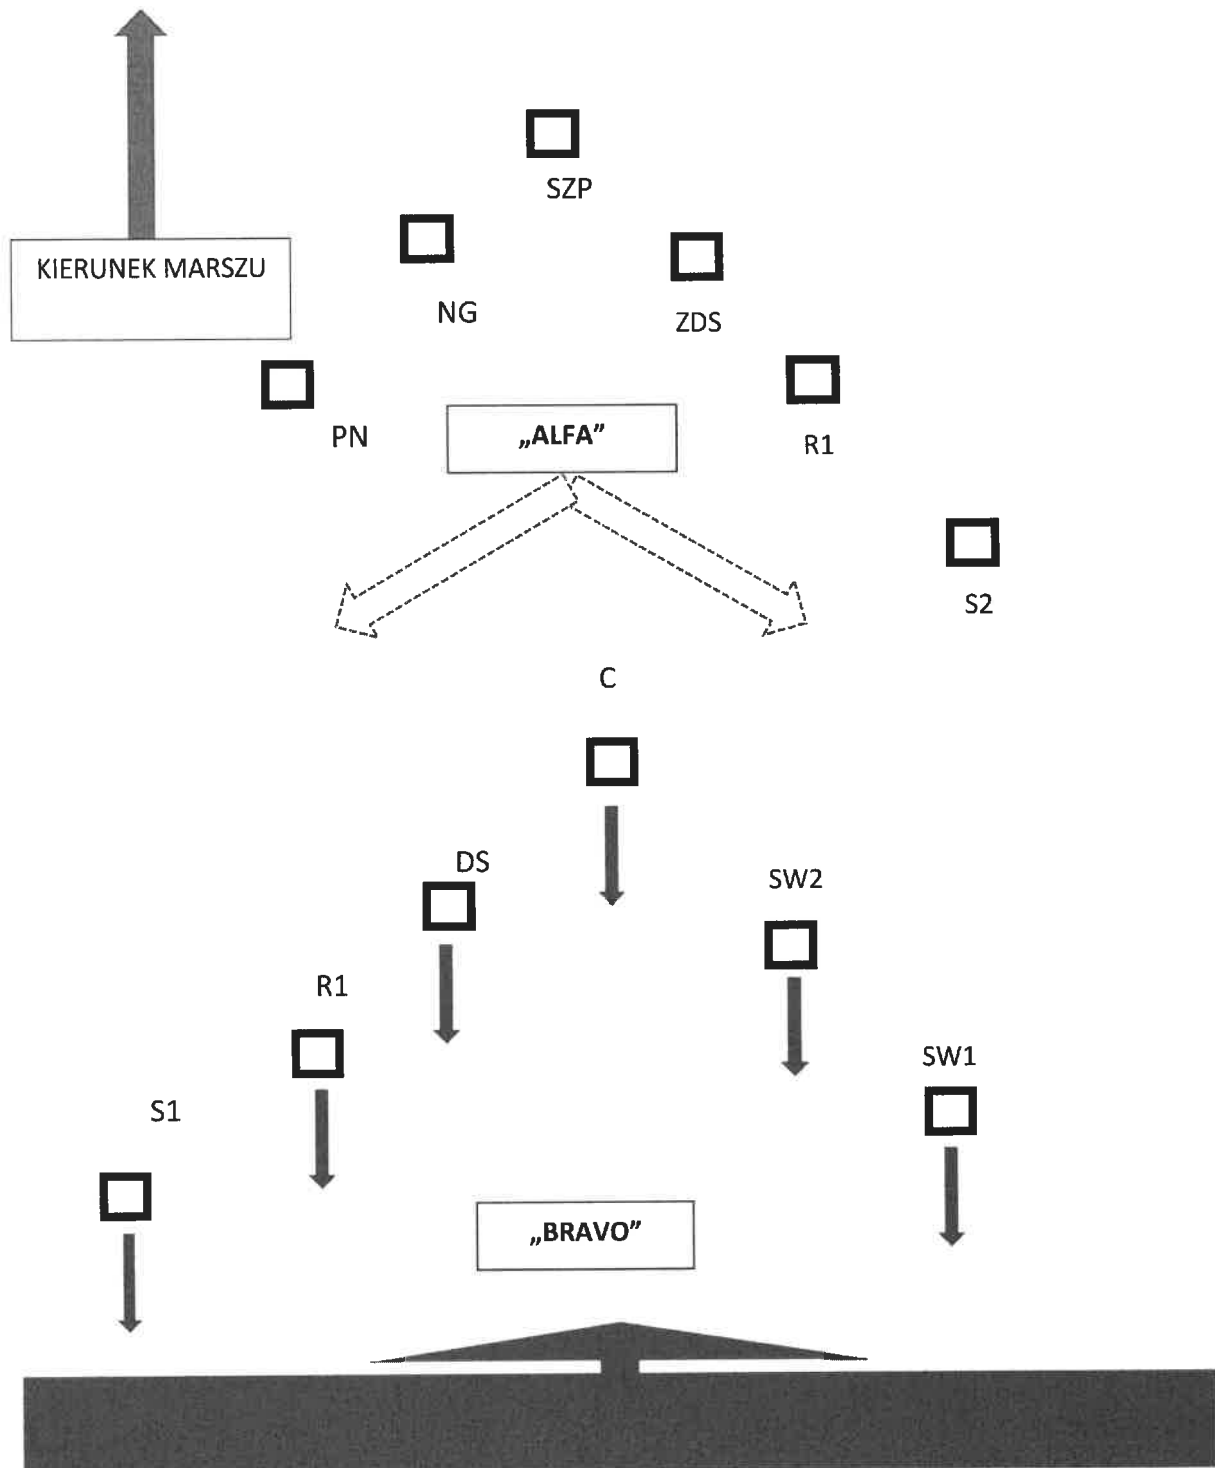 SZP
KIERUNEK MARSZU
NG
ZDS
PN
„ALFA”
R1
S2
C
DS
SW2
R1
SW1
S1
„BRAVO”